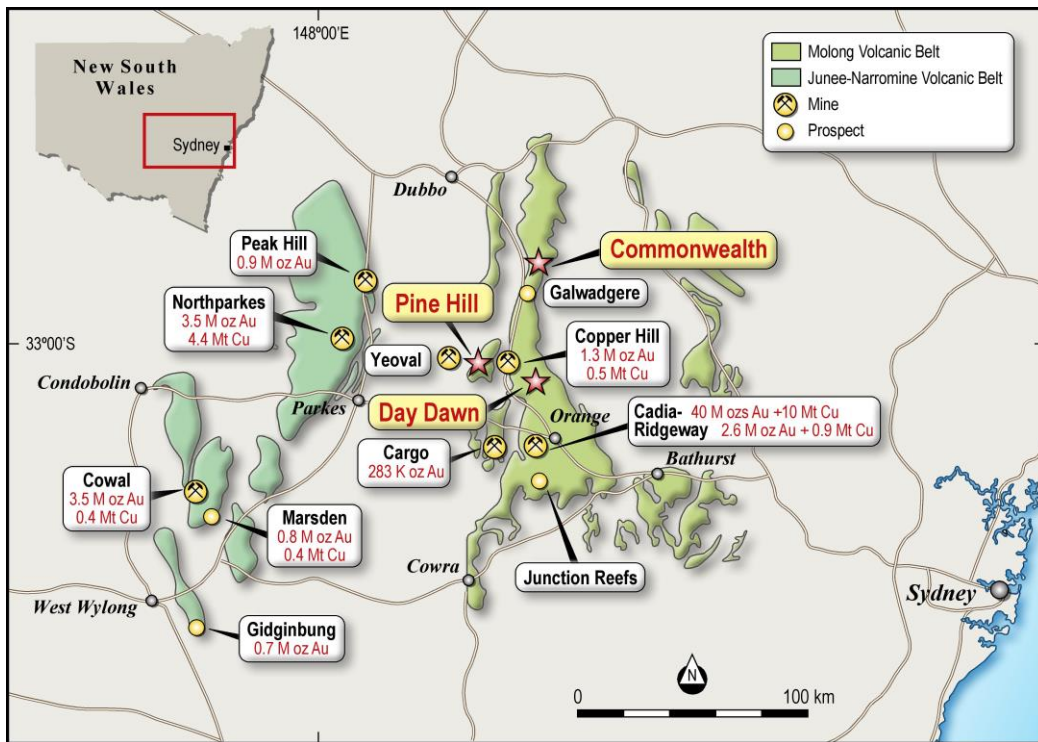 148°00'E
New South
Wales
Sydney
Molong Volcanic Belt
Junee-Narromine Volcanic Belt
Mine
Prospect
Dubbo
Peak Hill
0.9 M oz Au
Commonwealth
Galwadgere
Northparkes
3.5 M oz Au
4.4 Mt Cu
Pine Hill
33°00'S
Yeoval
Copper Hill
1.3 M oz Au
0.5 Mt Cu
Condobolin
Parkes
Day Dawn
Orange
Cadia- 40 M ozs Au +10 Mt Cu
Ridgeway 2.6 M oz Au + 0.9 Mt Cu
Cargo
283 K oz Au
Bathurst
Cowal
3.5 M oz Au
0.4 Mt Cu
Marsden
0.8 M oz Au
0.4 Mt Cu
Cowra
Junction Reefs
West Wylong
Sydney
Gidginbung
0.7 M oz Au
N
0 100 km